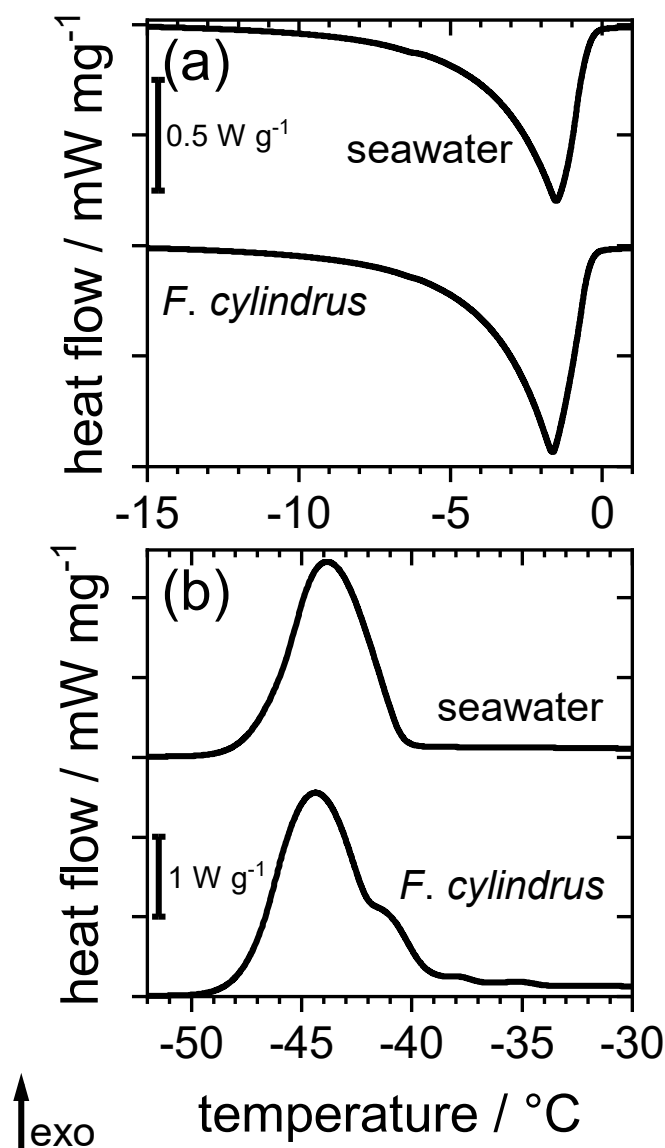 (a)
0.5 W g⁻¹
seawater
F. cylindrus
heat flow / mW mg⁻¹
-15 -10 -5 0
(b)
seawater
1 W g⁻¹
F. cylindrus
heat flow / mW mg⁻¹
-50 -45 -40 -35 -30
temperature / °C
exo